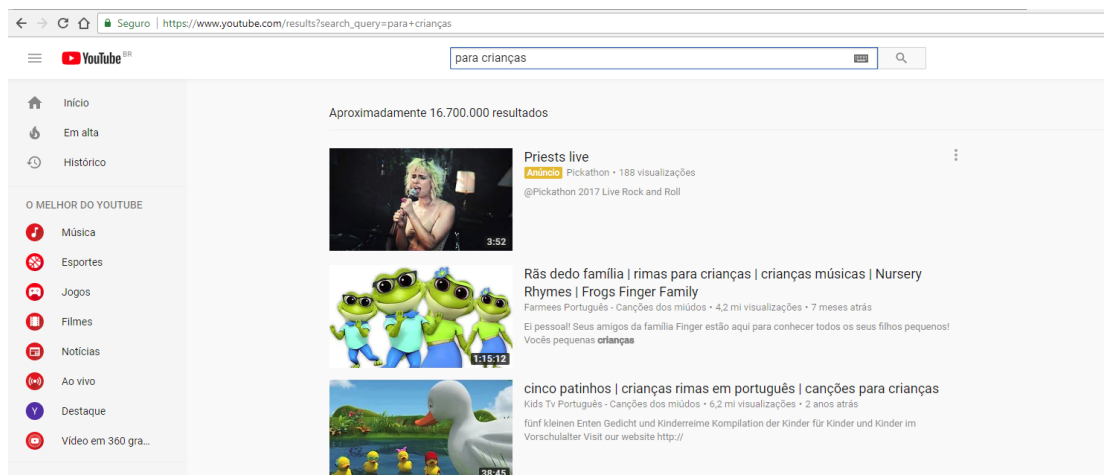 Seguro | https://www.youtube.com/results?search_query=para+crianças
YouTube BR
para crianças
Início
Em alta
Histórico
O MELHOR DO YOUTUBE
Música
Esportes
Jogos
Filmes
Notícias
Ao vivo
Y Destaque
Vídeo em 360 gra...
Aproximadamente 16.700.000 resultados
3:52
Priests live
Anúncio Pickathon • 188 visualizações
@Pickathon 2017 Live Rock and Roll
1:15:12
Rãs dedo família | rimas para crianças | crianças músicas | Nursery
Rhymes | Frogs Finger Family
Farmees Português - Canções dos miúdos • 4,2 mi visualizações • 7 meses atrás
Ei pessoal! Seus amigos da família Finger estão aqui para conhecer todos os seus filhos pequenos!
Vocês pequenas crianças
38:45
cinco patinhos | crianças rimas em português | canções para crianças
Kids Tv Português - Canções dos miúdos • 6,2 mi visualizações • 2 anos atrás
fünf kleinen Enten Gedicht und Kinderreime Kompilation der Kinder für Kinder und Kinder im
Vorschulalter Visit our website http://